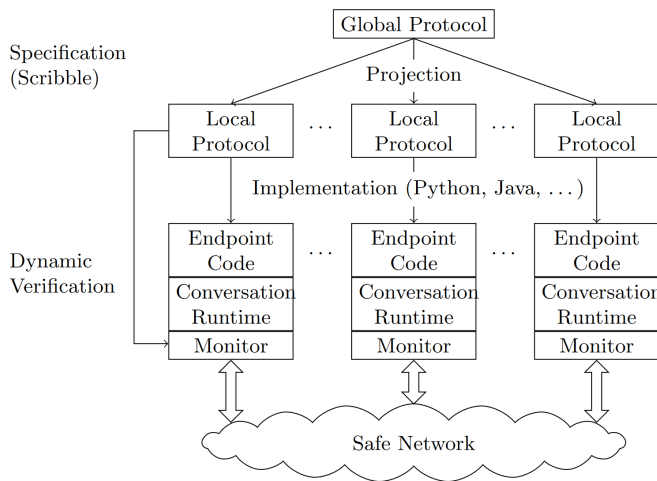 Global Protocol
Specification
(Scribble)
Projection
Local
Protocol
...
Local
Protocol
...
Local
Protocol
Implementation (Python, Java, ...)
Dynamic
Verification
Endpoint
Code
...
Endpoint
Code
...
Endpoint
Code
Conversation
Runtime
Conversation
Runtime
Conversation
Runtime
Monitor
Monitor
Monitor
Safe Network